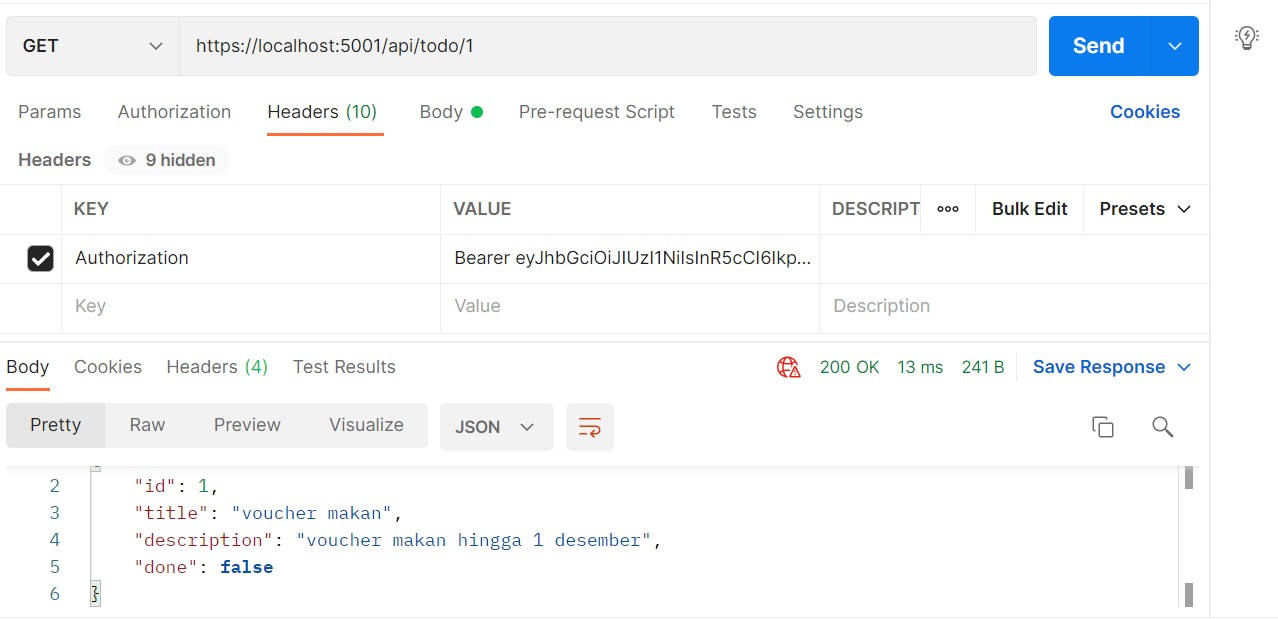 GET https://localhost:5001/api/todo/1 Send
Params Authorization Headers (10) Body Pre-request Script Tests Settings Cookies
Headers 9 hidden
KEY VALUE DESCRIPT ooo Bulk Edit Presets
Authorization Bearer eyJhbGciOiJIUzI1NiIsInR5cCI6Ikp...
Key Value Description
Body Cookies Headers (4) Test Results 200 OK 13 ms 241 B Save Response
Pretty Raw Preview Visualize JSON
2 "id": 1,
3 "title": "voucher makan",
4 "description": "voucher makan hingga 1 desember",
5 "done": false
6 }